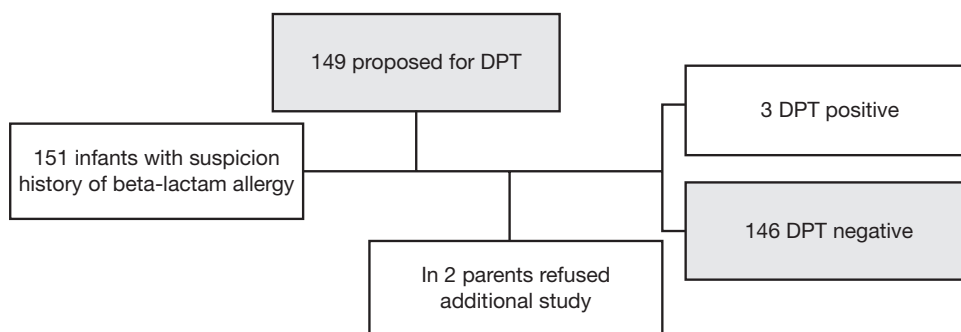 149 proposed for DPT
3 DPT positive
151 infants with suspicion
history of beta-lactam allergy
146 DPT negative
In 2 parents refused
additional study